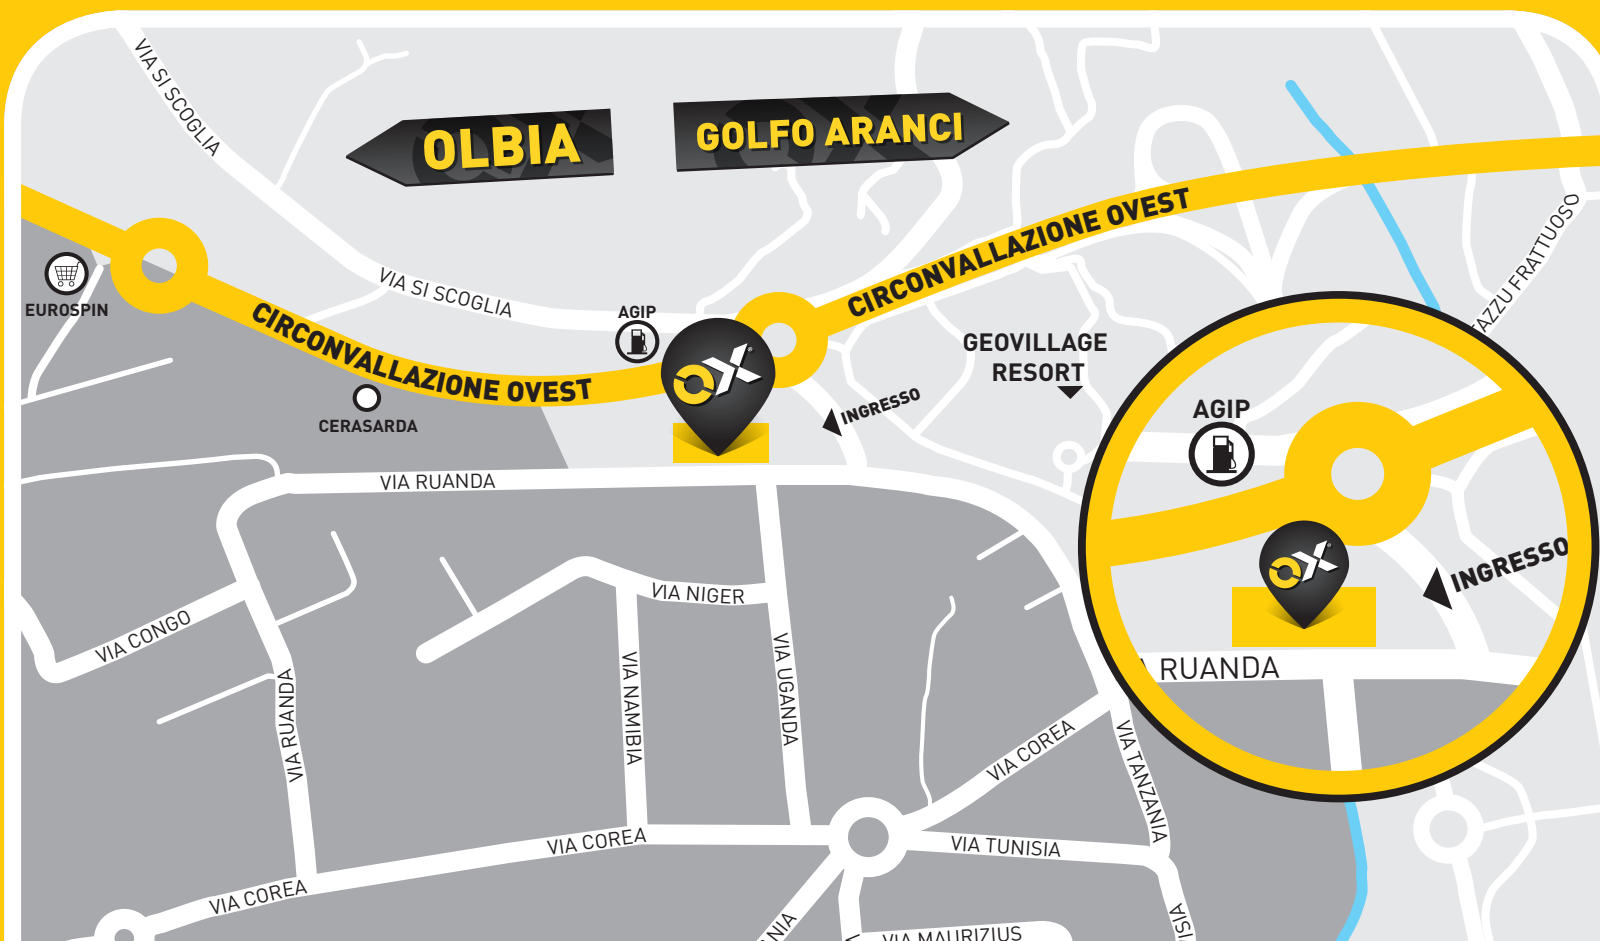 VIA SI SCOGLIA
OLBIA
GOLFO ARANCI
CIRCONVALLAZIONE OVEST
EUROSPIN
VIA SI SCOGLIA
AGIP
CIRCONVALLAZIONE OVEST
CERASARDA
GEOVILLAGE
RESORT
INGRESSO
VIA RUANDA
VIA CONGO
VIA RUANDA
VIA NIGER
VIA NAMIBIA
VIA UGANDA
VIA COREA
VIA TANZANIA
VIA COREA
VIA TUNISIA
VIA COREA
VIA MAURIZIUS
FRATTUOSO
AGIP
INGRESSO
RUANDA